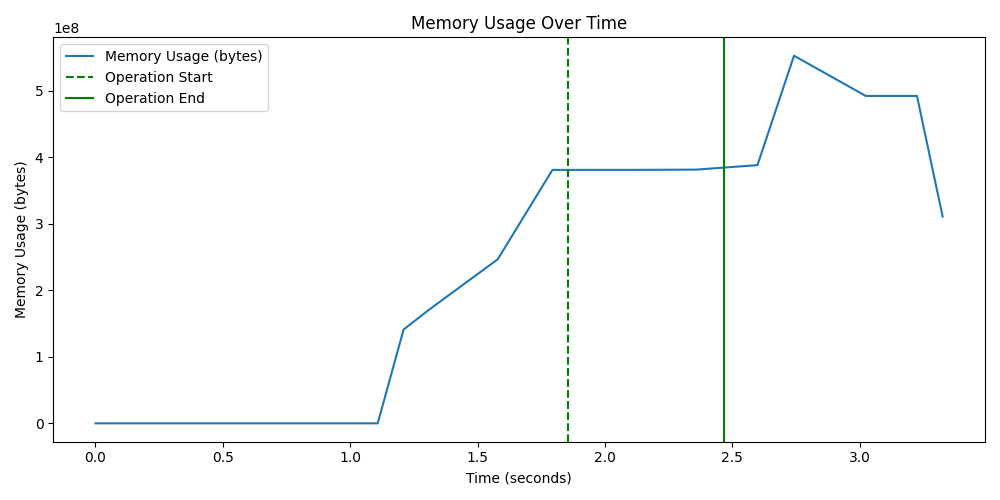 Memory Usage Over Time
1e8
Memory Usage (bytes)
Operation Start
Operation End
5
4
3
2
1
0
Memory Usage (bytes)
0.0 0.5 1.0 1.5 2.0 2.5 3.0
Time (seconds)